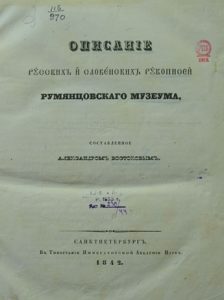 ОПИСАНІЕ
РУССКИХЪ И СЛОВЕНСКИХЪ РУКОПИСЕЙ
РУМЯНЦОВСКАГО МУЗЕУМА,
СОСТАВЛЕННОЕ
АЛЕКСАНДРОМЪ ВОСТОКОВЫМЪ.
САНКТПЕТЕРБУРГЪ.
Въ Типографіи Императорской Академіи Наукъ.
1842.